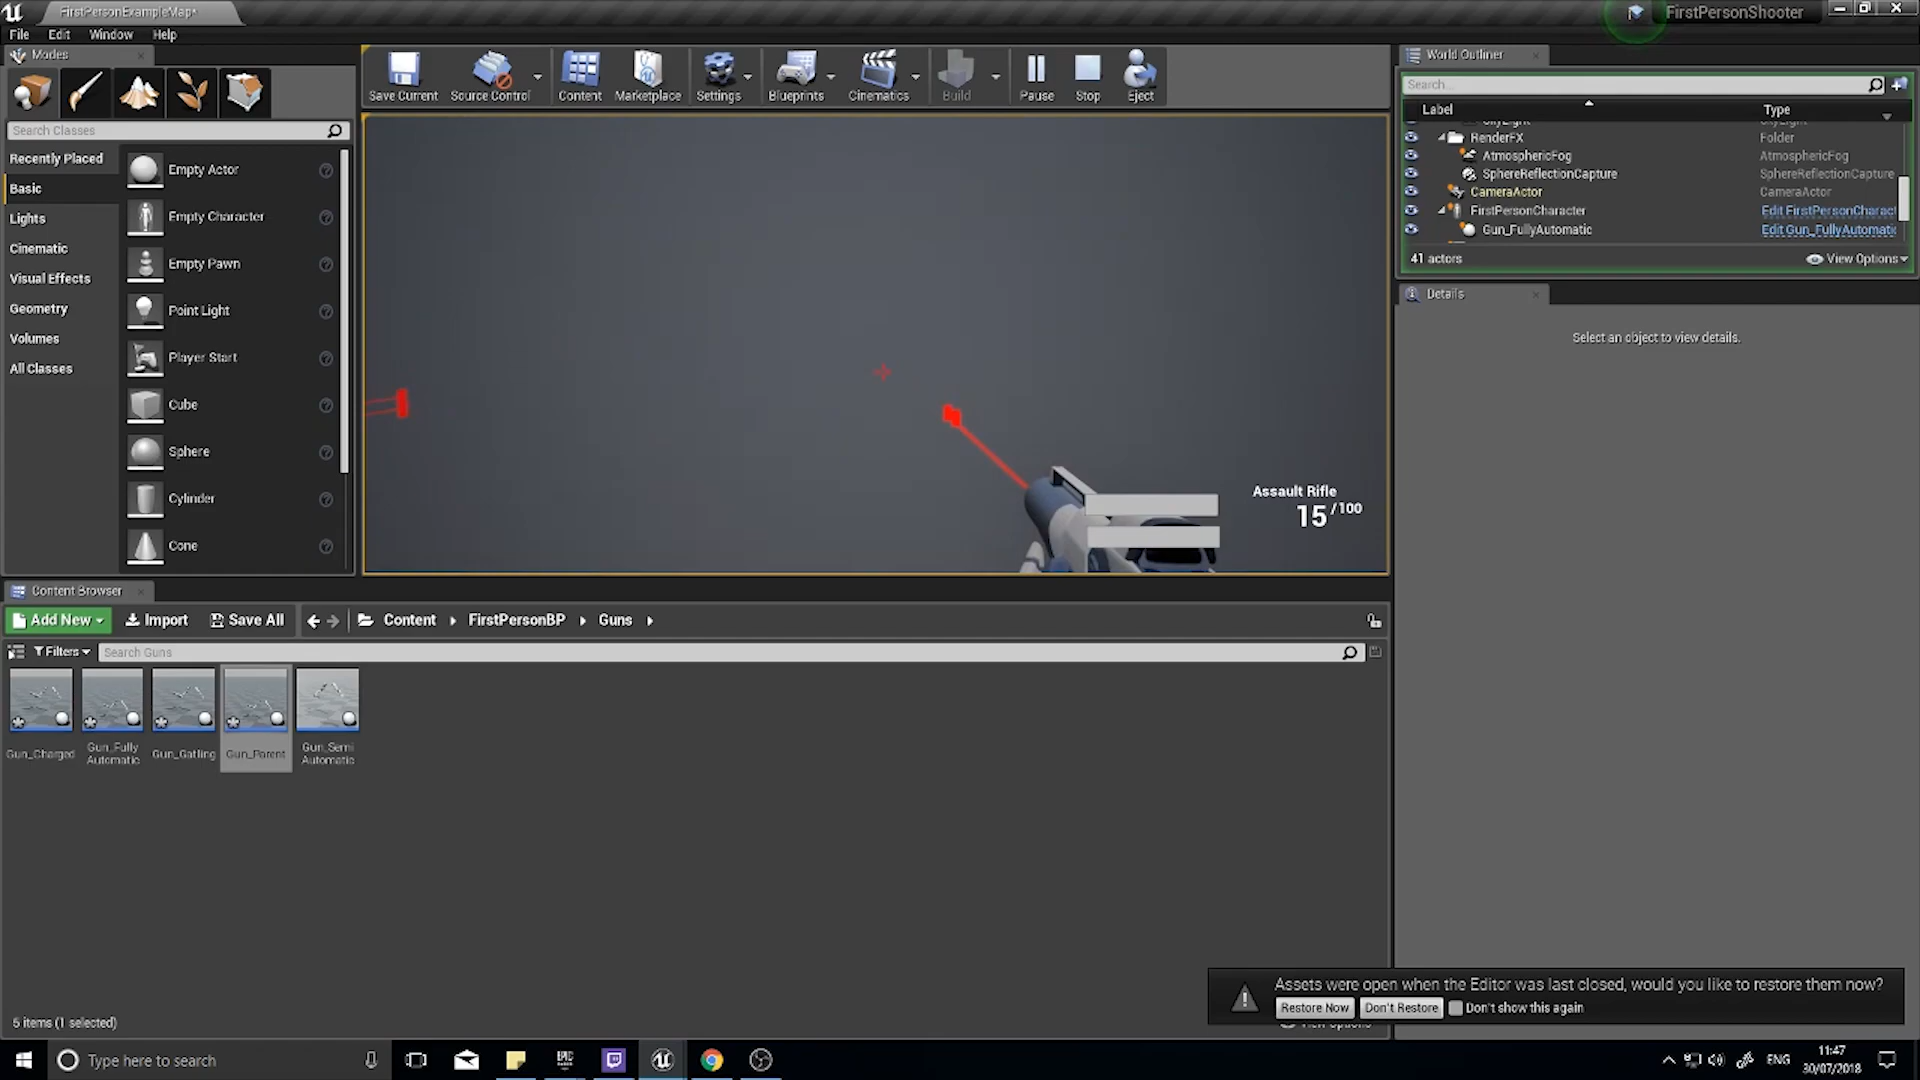 FirstPersonExampleMap*
FirstPersonShooter
File Edit Window Help
Modes
Search Classes
Recently Placed
Basic
Lights
Cinematic
Visual Effects
Geometry
Volumes
All Classes
Empty Actor
Empty Character
Empty Pawn
Point Light
Player Start
Cube
Sphere
Cylinder
Cone
Save Current
Source Control
Content
Marketplace
Settings
Blueprints
Cinematics
Build
Pause
Stop
Eject
Assault Rifle
15 /100
World Outliner
Search...
Label Type
SkyLight SkyLight
RenderFX Folder
AtmosphericFog AtmosphericFog
SphereReflectionCapture SphereReflectionCapture
CameraActor CameraActor
FirstPersonCharacter Edit FirstPersonCharact
Gun_FullyAutomatic Edit Gun_FullyAutomatic
41 actors View Options
Details
Select an object to view details.
Content Browser
Add New Import Save All Content FirstPersonBP Guns
Filters Search Guns
Gun_Charged
Gun_Fully
Automatic
Gun_Gatling
Gun_Parent
Gun_Semi
Automatic
5 items (1 selected)
View Options
Assets were open when the Editor was last closed, would you like to restore them now?
Restore Now Don't Restore Don't show this again
Type here to search
EPIC
ENG
11:47
30/07/2018